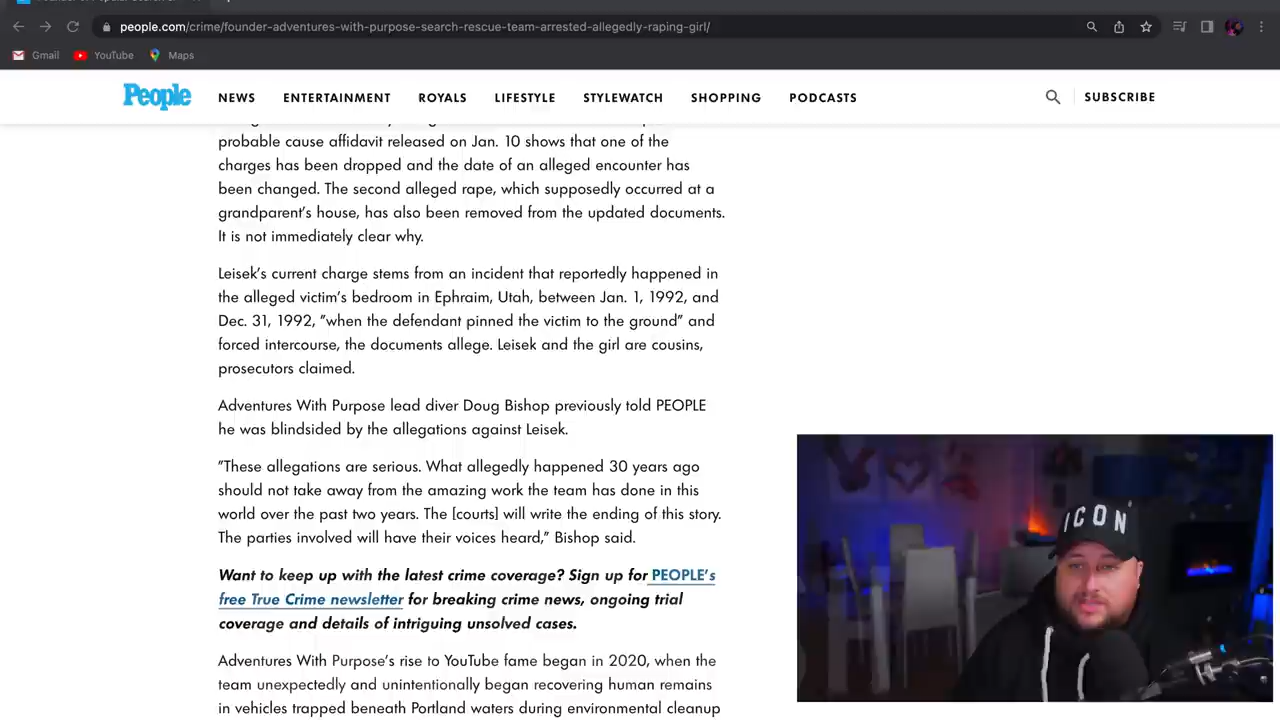 people.com/crime/founder-adventures-with-purpose-search-rescue-team-arrested-allegedly-raping-girl/
Gmail YouTube Maps
People NEWS ENTERTAINMENT ROYALS LIFESTYLE STYLEWATCH SHOPPING PODCASTS SUBSCRIBE
probable cause affidavit released on Jan. 10 shows that one of the
charges has been dropped and the date of an alleged encounter has
been changed. The second alleged rape, which supposedly occurred at a
grandparent's house, has also been removed from the updated documents.
It is not immediately clear why.
Leisek's current charge stems from an incident that reportedly happened in
the alleged victim's bedroom in Ephraim, Utah, between Jan. 1, 1992, and
Dec. 31, 1992, "when the defendant pinned the victim to the ground" and
forced intercourse, the documents allege. Leisek and the girl are cousins,
prosecutors claimed.
Adventures With Purpose lead diver Doug Bishop previously told PEOPLE
he was blindsided by the allegations against Leisek.
"These allegations are serious. What allegedly happened 30 years ago
should not take away from the amazing work the team has done in this
world over the past two years. The [courts] will write the ending of this story.
The parties involved will have their voices heard," Bishop said.
Want to keep up with the latest crime coverage? Sign up for PEOPLE's
free True Crime newsletter for breaking crime news, ongoing trial
coverage and details of intriguing unsolved cases.
Adventures With Purpose's rise to YouTube fame began in 2020, when the
team unexpectedly and unintentionally began recovering human remains
in vehicles trapped beneath Portland waters during environmental cleanup
ICON